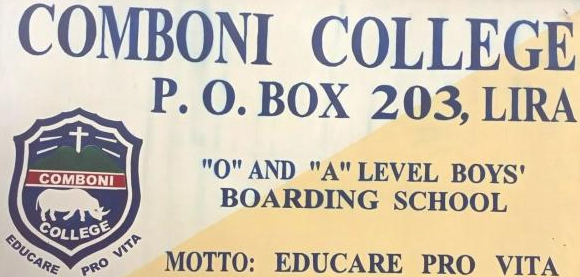 COMBONI COLLEGE
P. O. BOX 203, LIRA
"O" AND "A" LEVEL BOYS'
BOARDING SCHOOL
COMBONI
COLLEGE
EDUCARE PRO VITA
MOTTO: EDUCARE PRO VITA